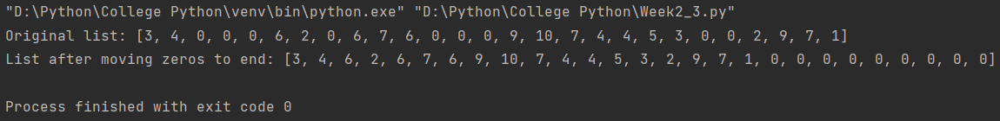 "D:\Python\College Python\venv\bin\python.exe" "D:\Python\College Python\Week2_3.py"
Original list: [3, 4, 0, 0, 0, 6, 2, 0, 6, 7, 6, 0, 0, 0, 9, 10, 7, 4, 4, 5, 3, 0, 0, 2, 9, 7, 1]
List after moving zeros to end: [3, 4, 6, 2, 6, 7, 6, 9, 10, 7, 4, 4, 5, 3, 2, 9, 7, 1, 0, 0, 0, 0, 0, 0, 0, 0, 0]
Process finished with exit code 0